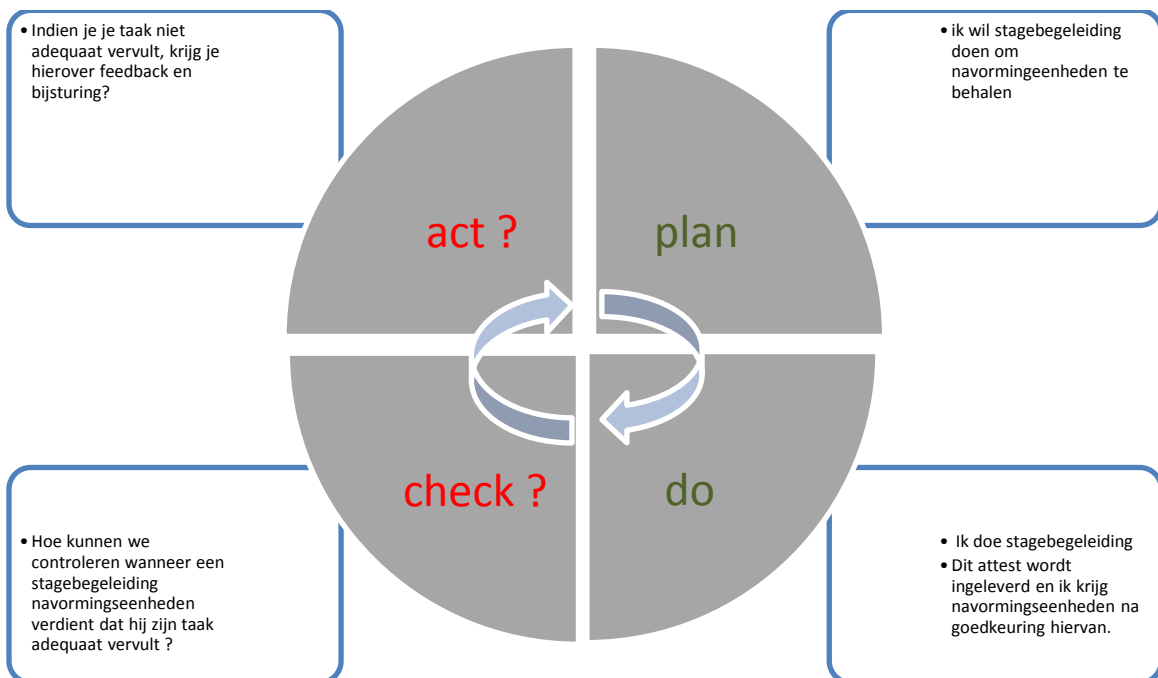 • Indien je je taak niet
adequaat vervult, krijg je
hierover feedback en
bijsturing?
• ik wil stagebegeleiding
doen om
navormingeenheden te
behalen
act ?
plan
check ?
do
• Hoe kunnen we
controleren wanneer een
stagebegeleiding
navormingseenheden
verdient dat hij zijn taak
adequaat vervult ?
• Ik doe stagebegeleiding
• Dit attest wordt
ingeleverd en ik krijg
navormingseenheden na
goedkeuring hiervan.